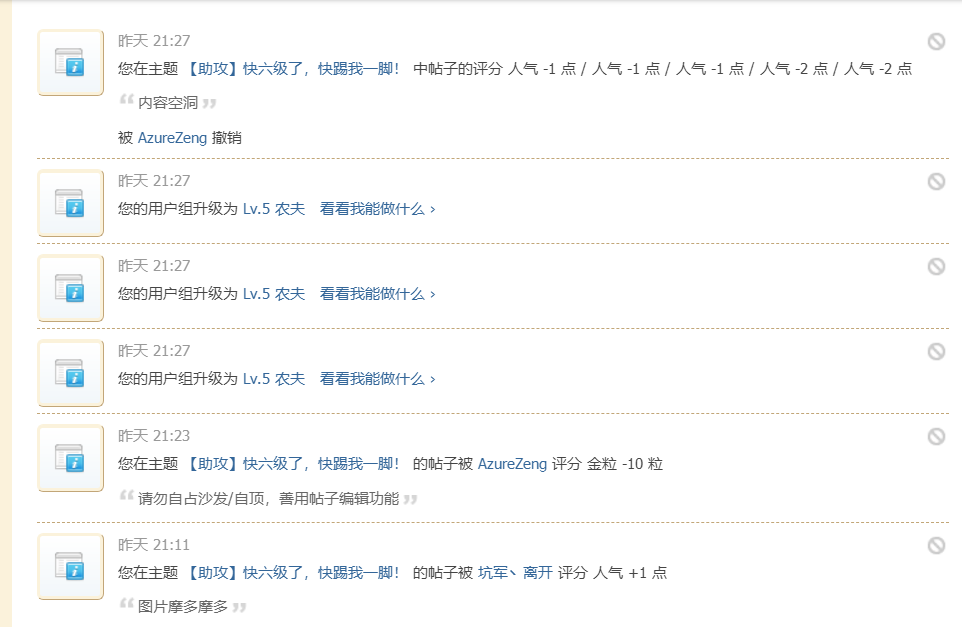 昨天 21:27
您在主题 【助攻】快六级了，快踢我一脚！ 中帖子的评分 人气 -1 点 / 人气 -1 点 / 人气 -1 点 / 人气 -2 点 / 人气 -2 点
“ 内容空洞 ”
被 AzureZeng 撤销
昨天 21:27
您的用户组升级为 Lv.5 农夫 看看我能做什么 ›
昨天 21:27
您的用户组升级为 Lv.5 农夫 看看我能做什么 ›
昨天 21:27
您的用户组升级为 Lv.5 农夫 看看我能做什么 ›
昨天 21:23
您在主题 【助攻】快六级了，快踢我一脚！ 的帖子被 AzureZeng 评分 金粒 -10 粒
“ 请勿自占沙发/自顶，善用帖子编辑功能 ”
昨天 21:11
您在主题 【助攻】快六级了，快踢我一脚！ 的帖子被 坑军丶离开 评分 人气 +1 点
“ 图片摩多摩多 ”